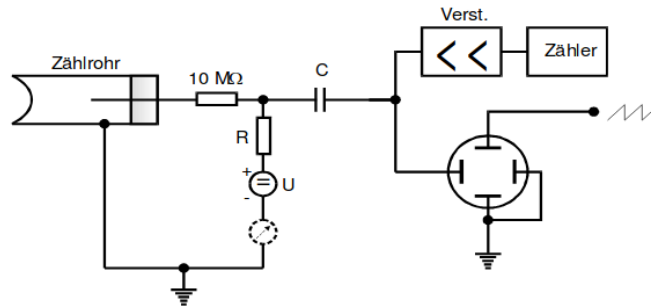 Verst.
Zähler
Zählrohr
10 MΩ
C
R
+
=
U
-